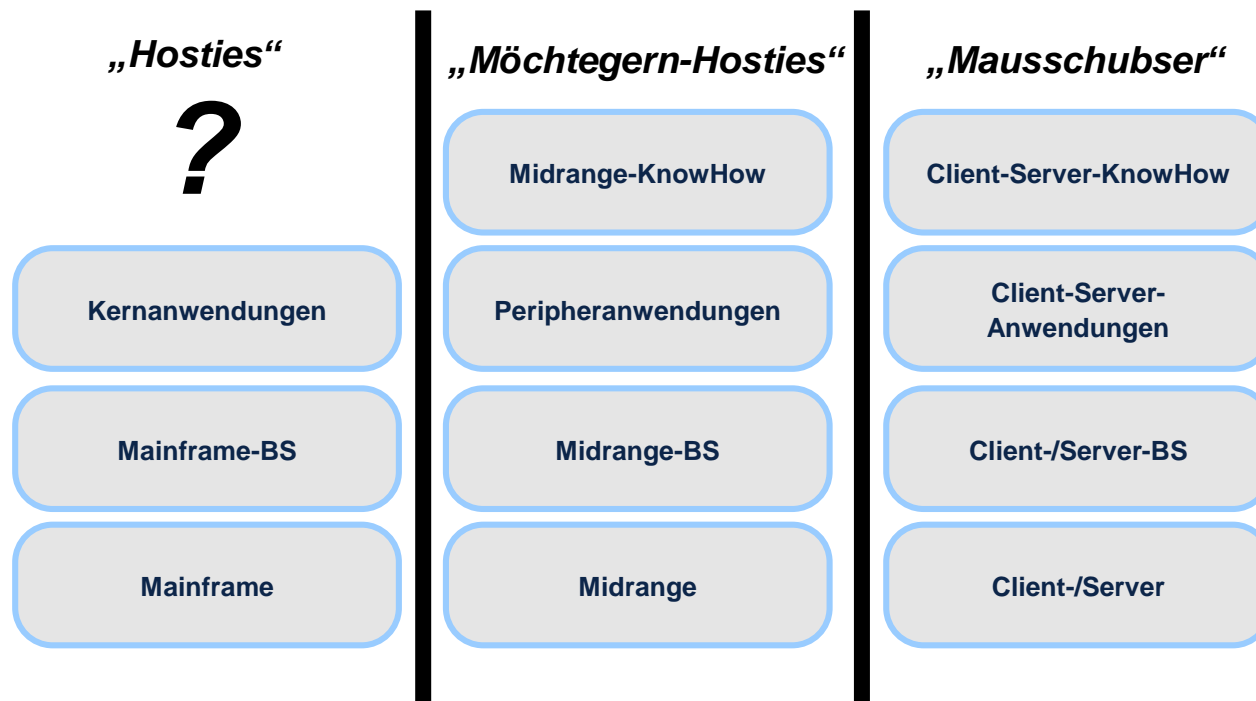 „Hosties“
?
Kernanwendungen
Mainframe-BS
Mainframe
„Möchtegern-Hosties“
Midrange-KnowHow
Peripheranwendungen
Midrange-BS
Midrange
„Mausschubser“
Client-Server-KnowHow
Client-Server-
Anwendungen
Client-/Server-BS
Client-/Server